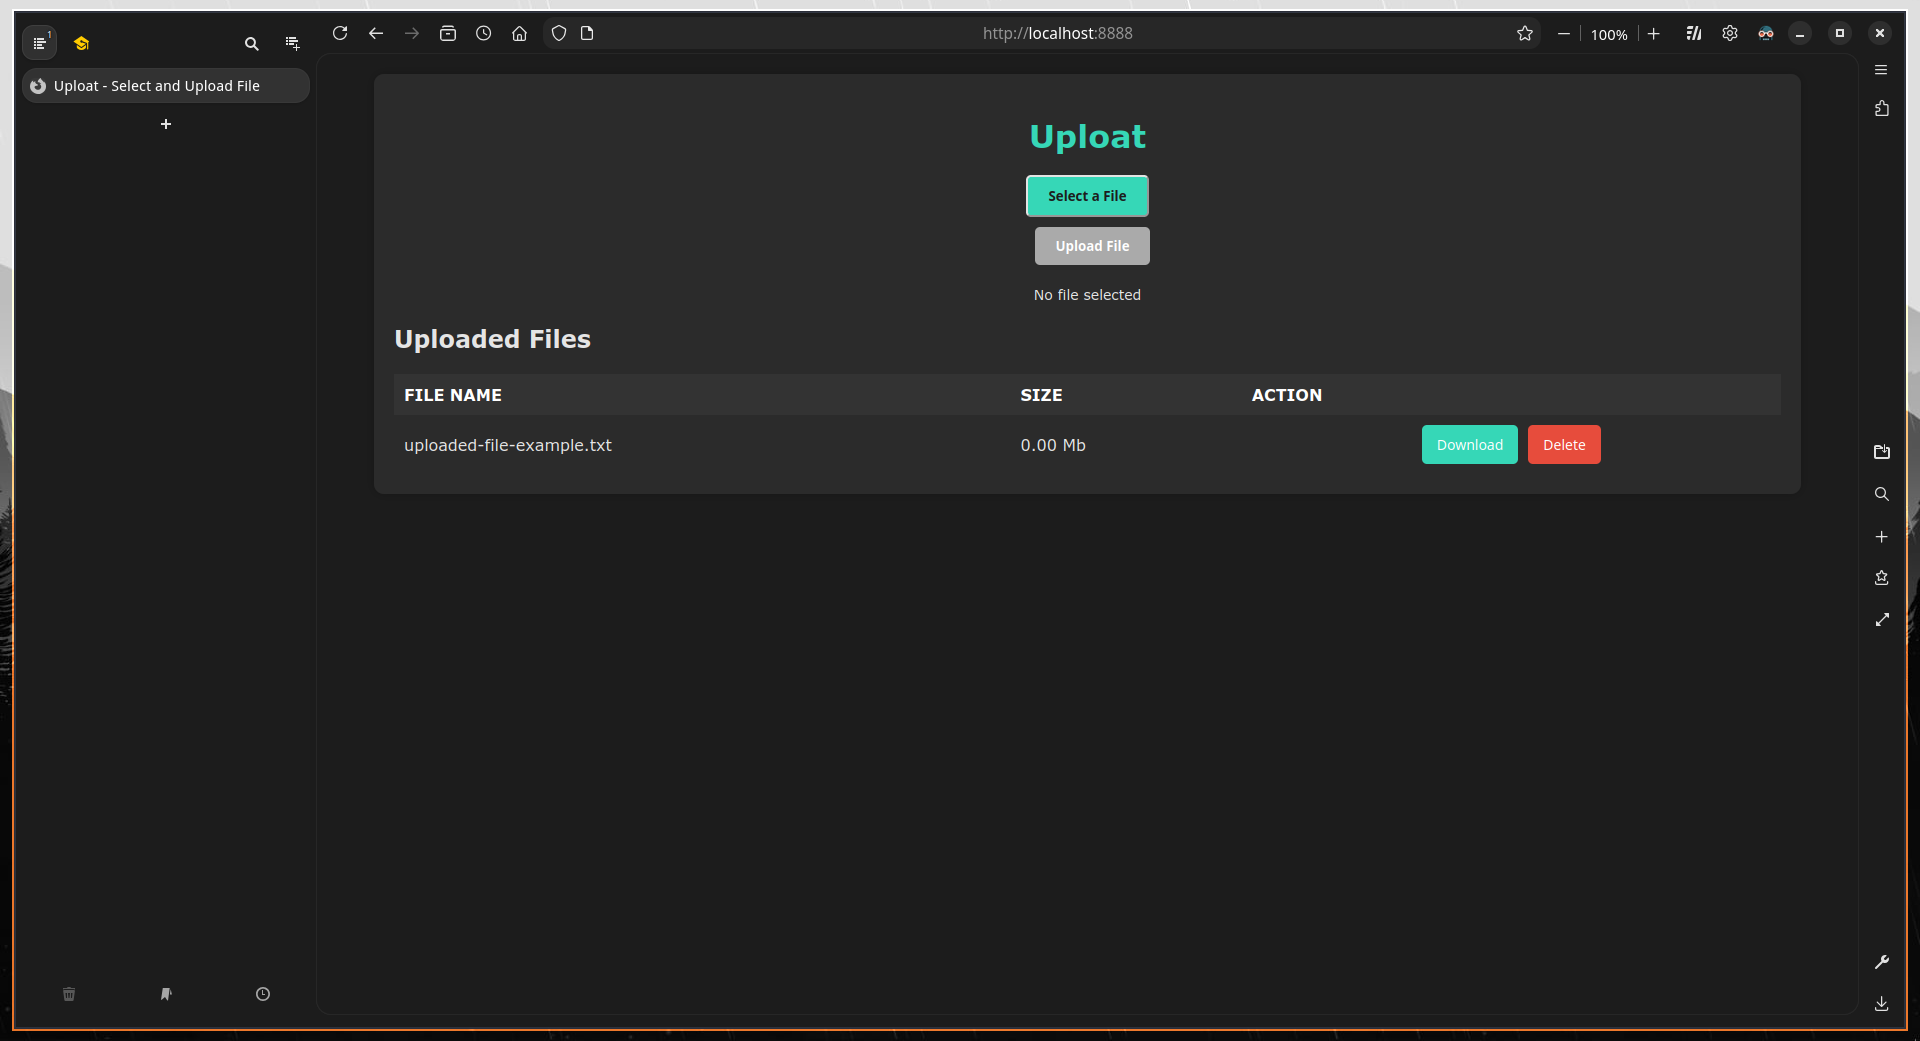 1
Uploat - Select and Upload File
http://localhost:8888
100%
Uploat
Select a File
Upload File
No file selected
Uploaded Files
FILE NAME SIZE ACTION
uploaded-file-example.txt 0.00 Mb Download Delete